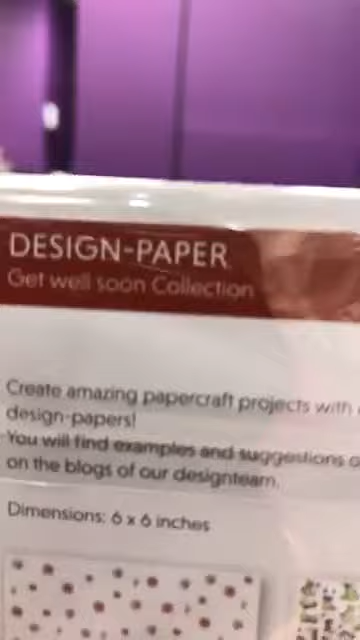 DESIGN-PAPER
Get well soon Collection
Create amazing papercraft projects with
design-papers!
You will find examples and suggestions
on the blogs of our designteam.
Dimensions: 6 x 6 inches